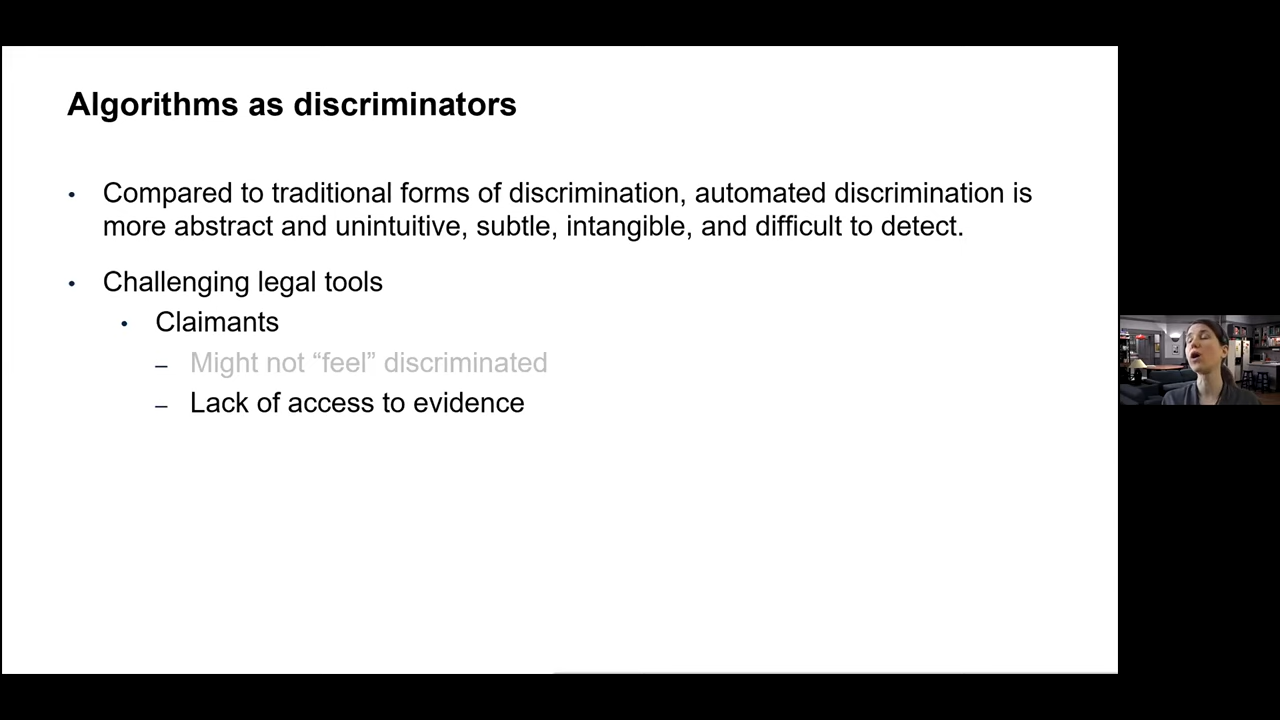 Algorithms as discriminators
• Compared to traditional forms of discrimination, automated discrimination is
more abstract and unintuitive, subtle, intangible, and difficult to detect.
• Challenging legal tools
• Claimants
– Might not “feel” discriminated
– Lack of access to evidence